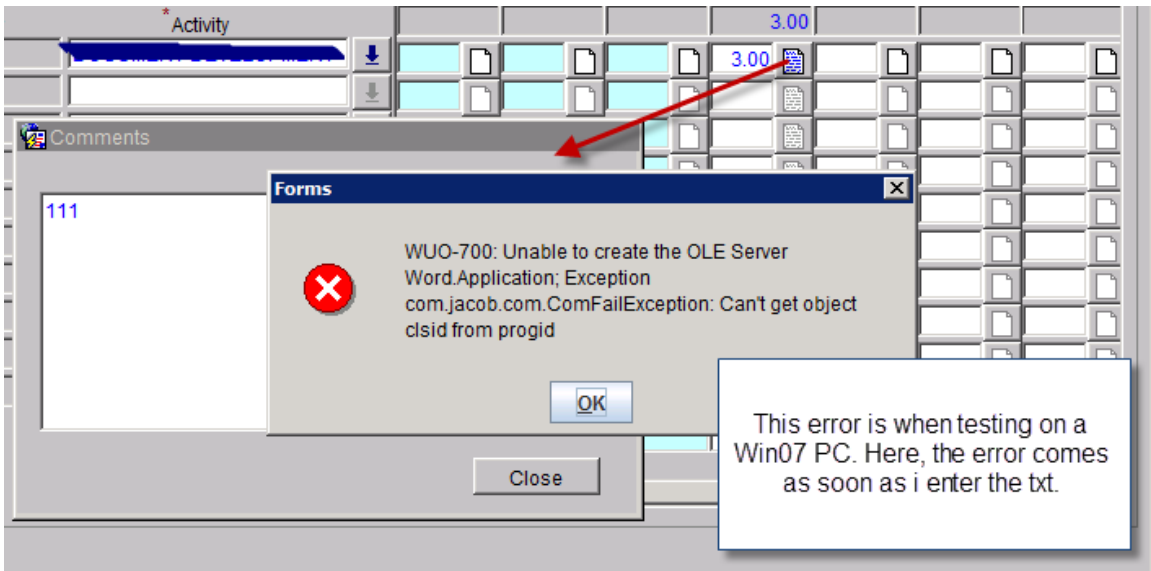 *Activity
3.00
3.00
Comments
111
Forms
WUO-700: Unable to create the OLE Server
Word.Application; Exception
com.jacob.com.ComFailException: Can't get object
clsid from progid
OK
Close
This error is when testing on a
Win07 PC. Here, the error comes
as soon as i enter the txt.